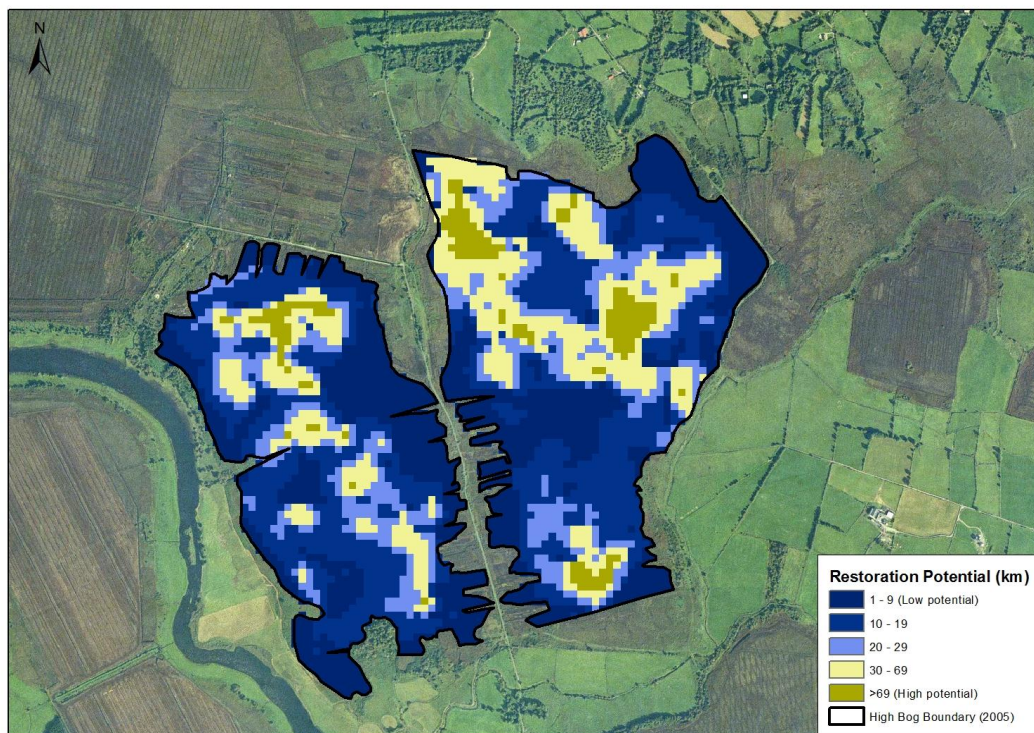 N
Restoration Potential (km)
1 - 9 (Low potential)
10 - 19
20 - 29
30 - 69
>69 (High potential)
High Bog Boundary (2005)